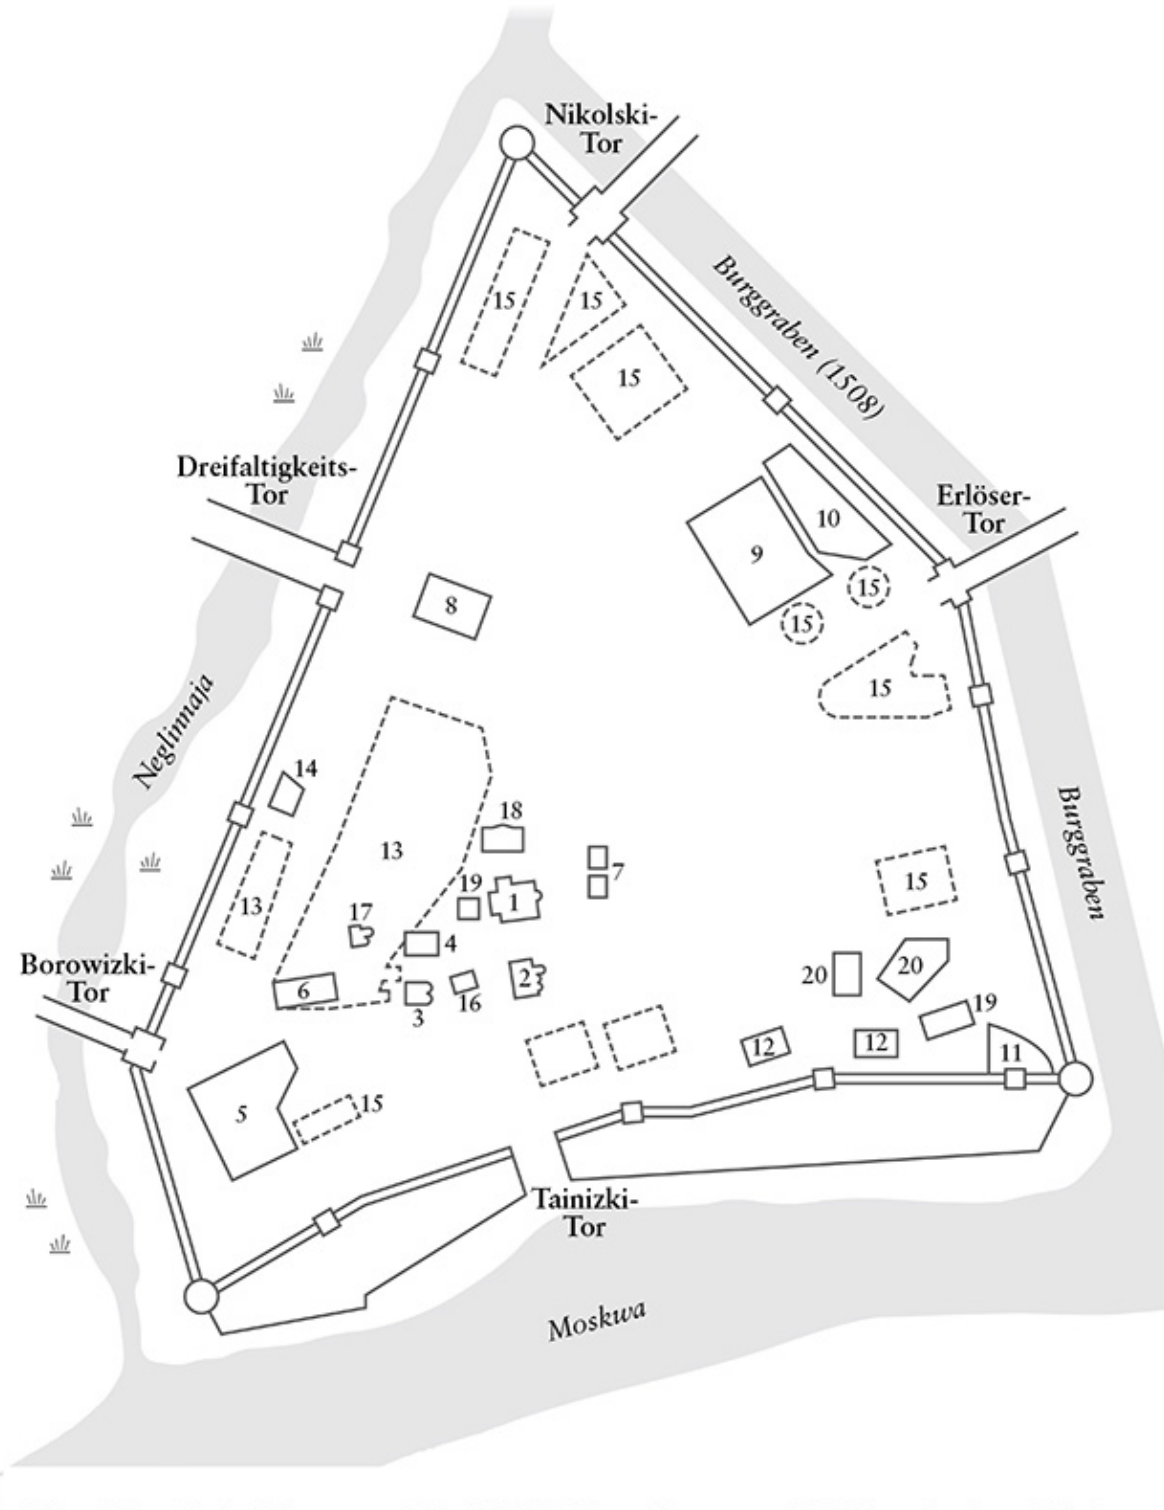 Nikolski-
Tor
Burggraben (1508)
15
15
15
Dreifaltigkeits-
Tor
Erlöser-
Tor
10
9
15
8
15
15
Neglinnaja
14
Burggraben
18
13
7
19
15
1
13
17
4
Borowizki-
Tor
20
20
2
6
16
19
3
12
12
11
5
15
Tainizki-
Tor
Moskwa